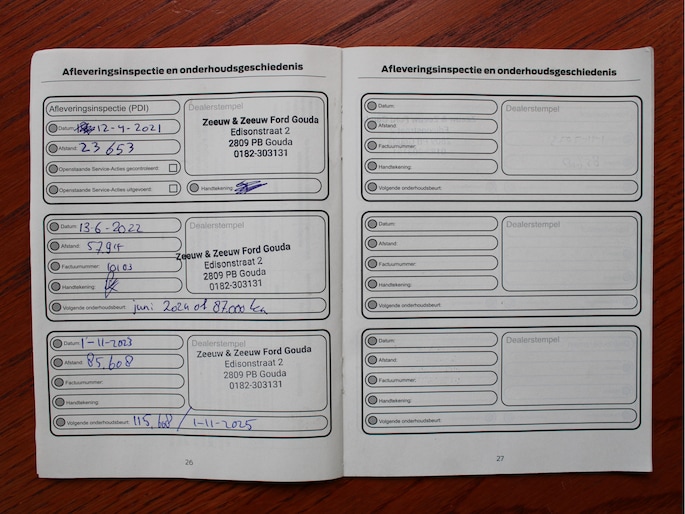 Afleveringsinspectie en onderhoudsgeschiedenis
Afleveringsinspectie (PDI)
Datum: 12-4-2021
Afstand: 23653
Openstaande Service-Acties gecontroleerd:
Openstaande Service-Acties uitgevoerd:
Dealerstempel
Zeeuw & Zeeuw Ford Gouda
Edisonstraat 2
2809 PB Gouda
0182-303131
Handtekening:
Datum: 13-6-2022
Afstand:
Factuurnummer:
Handtekening:
Dealerstempel
Zeeuw & Zeeuw Ford Gouda
Edisonstraat 2
2809 PB Gouda
0182-303131
Volgende onderhoudsbeurt: juni 2024 of 87.000 km
Datum: 1-11-2023
Afstand: 85.608
Factuurnummer:
Handtekening:
Dealerstempel
Zeeuw & Zeeuw Ford Gouda
Edisonstraat 2
2809 PB Gouda
0182-303131
Volgende onderhoudsbeurt: 115.608 / 1-11-2025
26
Afleveringsinspectie en onderhoudsgeschiedenis
Datum:
Afstand:
Factuurnummer:
Handtekening:
Dealerstempel
Volgende onderhoudsbeurt:
Datum:
Afstand:
Factuurnummer:
Handtekening:
Dealerstempel
Volgende onderhoudsbeurt:
Datum:
Afstand:
Factuurnummer:
Handtekening:
Dealerstempel
Volgende onderhoudsbeurt:
27